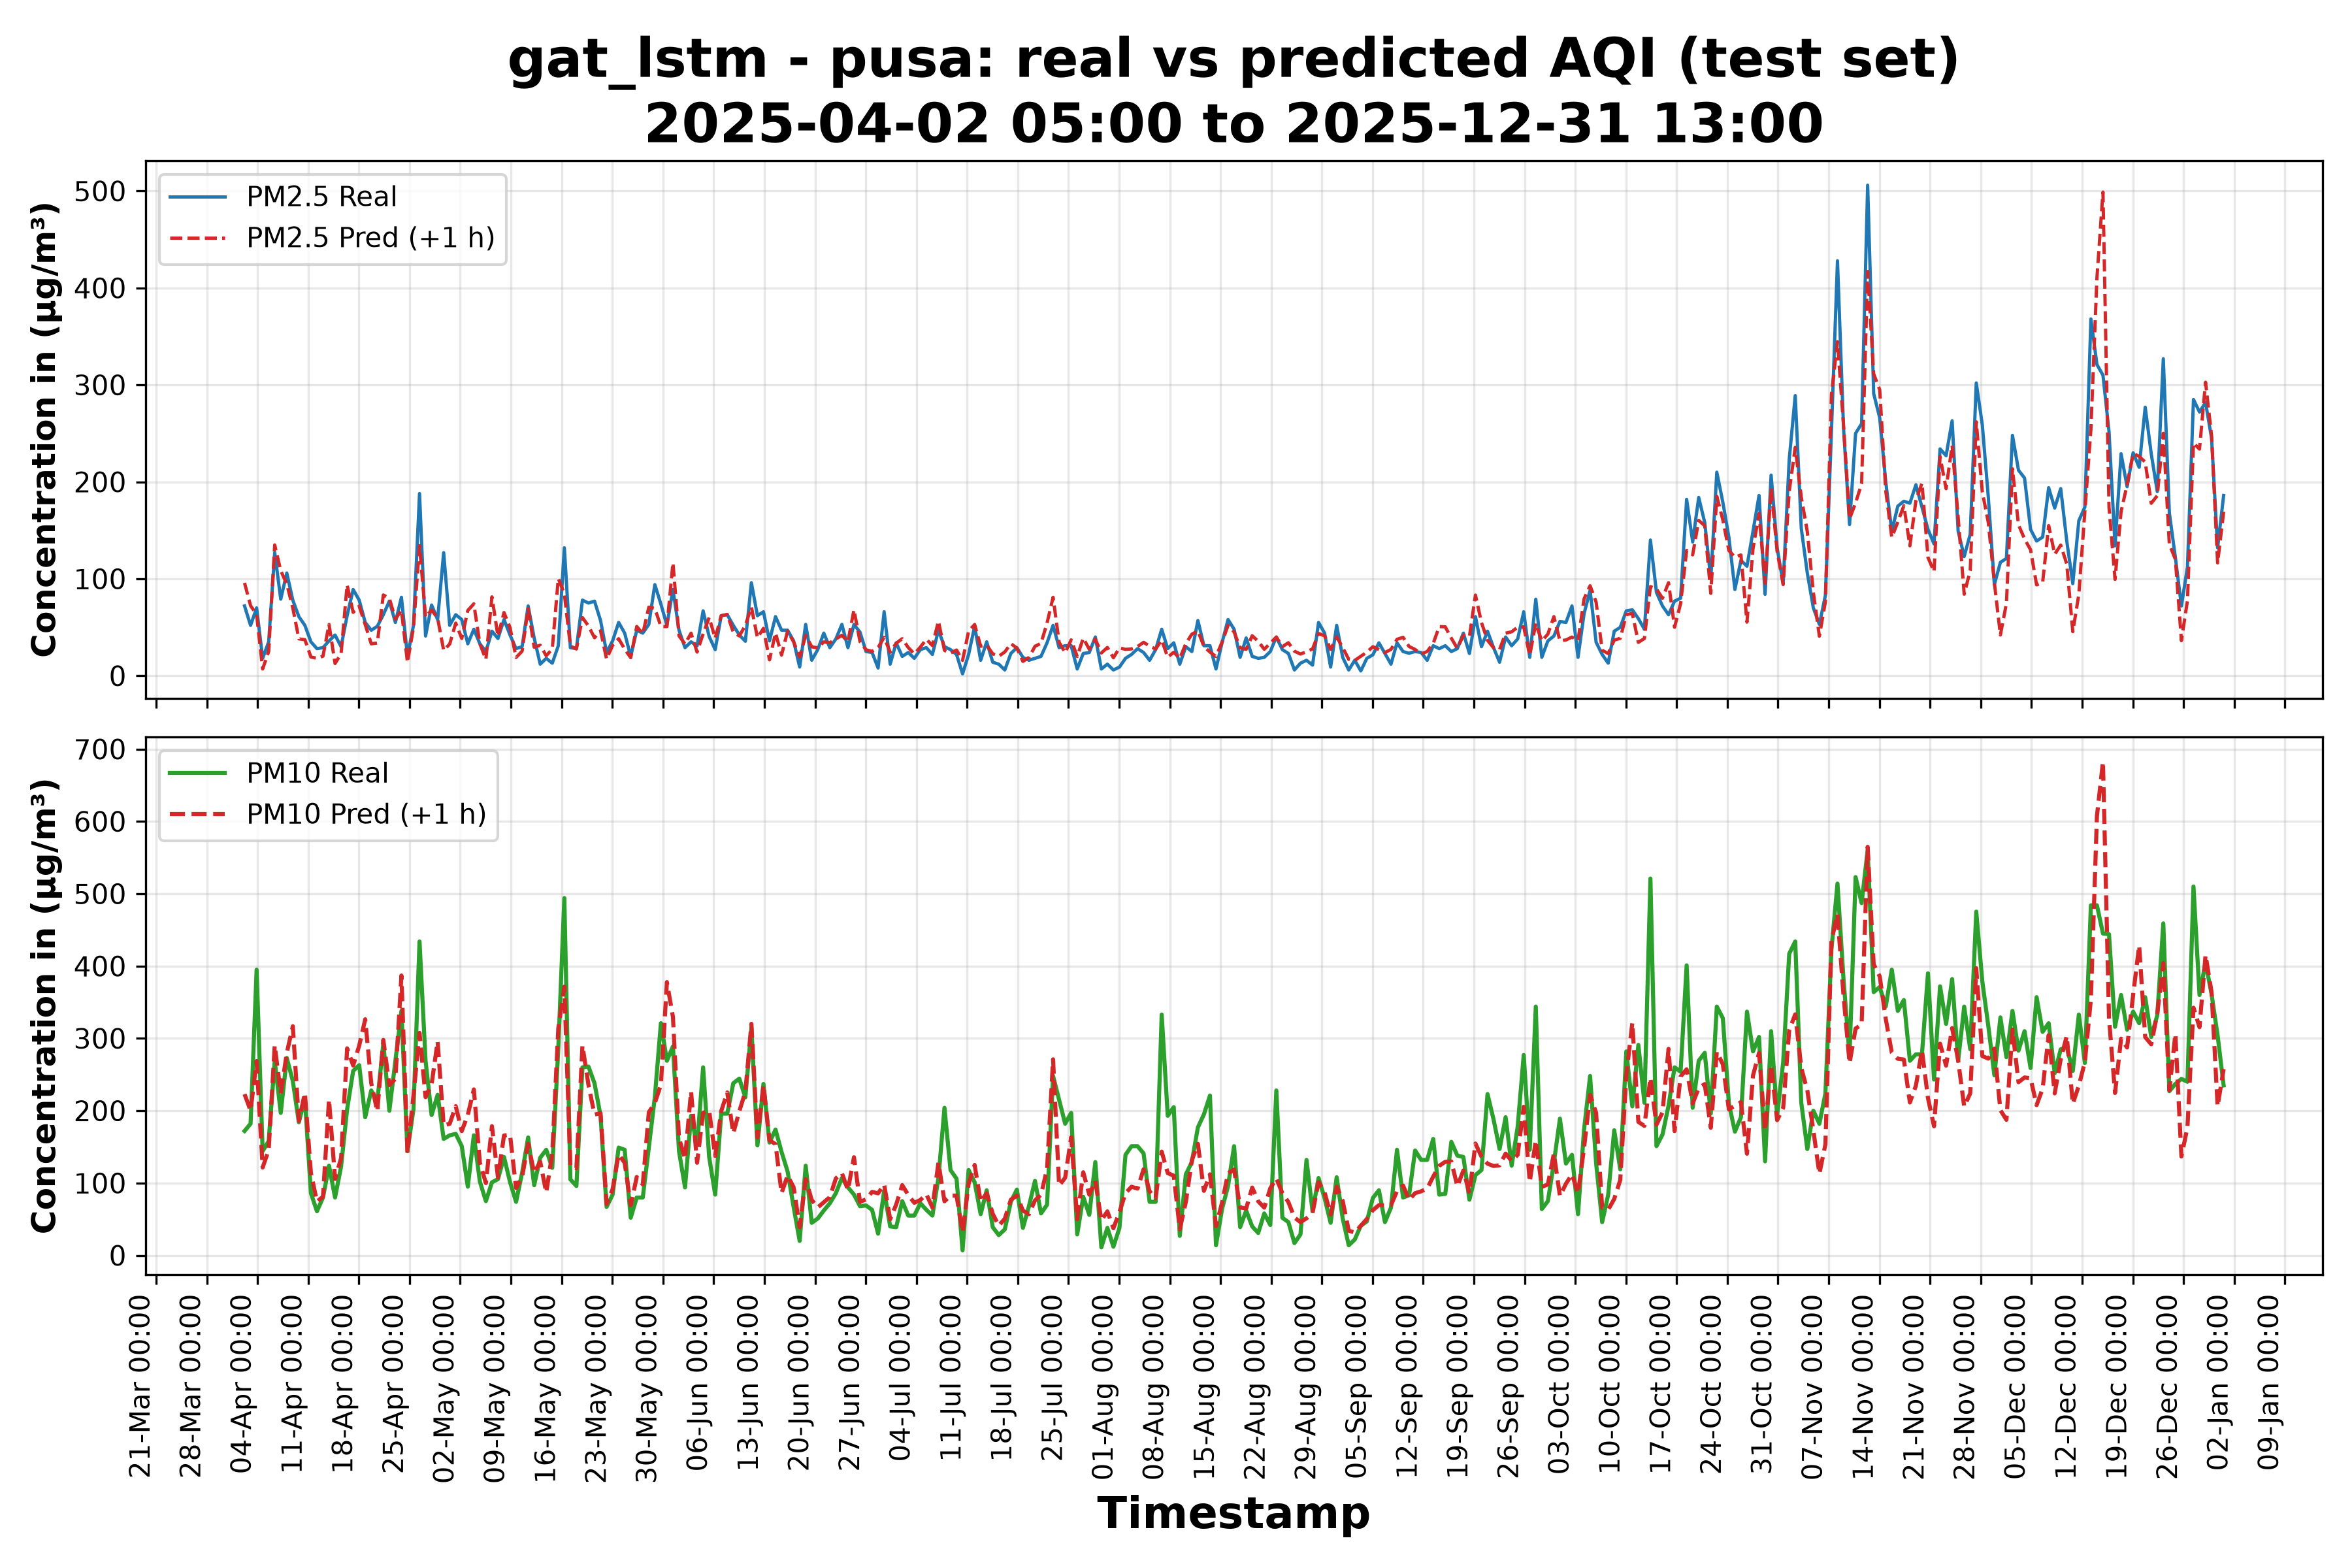 gat_lstm - pusa: real vs predicted AQI (test set)
2025-04-02 05:00 to 2025-12-31 13:00
Concentration in (µg/m³)
500
400
300
200
100
0
PM2.5 Real
PM2.5 Pred (+1 h)
Concentration in (µg/m³)
700
600
500
400
300
200
100
0
PM10 Real
PM10 Pred (+1 h)
21-Mar 00:00
28-Mar 00:00
04-Apr 00:00
11-Apr 00:00
18-Apr 00:00
25-Apr 00:00
02-May 00:00
09-May 00:00
16-May 00:00
23-May 00:00
30-May 00:00
06-Jun 00:00
13-Jun 00:00
20-Jun 00:00
27-Jun 00:00
04-Jul 00:00
11-Jul 00:00
18-Jul 00:00
25-Jul 00:00
01-Aug 00:00
08-Aug 00:00
15-Aug 00:00
22-Aug 00:00
29-Aug 00:00
05-Sep 00:00
12-Sep 00:00
19-Sep 00:00
26-Sep 00:00
03-Oct 00:00
10-Oct 00:00
17-Oct 00:00
24-Oct 00:00
31-Oct 00:00
07-Nov 00:00
14-Nov 00:00
21-Nov 00:00
28-Nov 00:00
05-Dec 00:00
12-Dec 00:00
19-Dec 00:00
26-Dec 00:00
02-Jan 00:00
09-Jan 00:00
Timestamp